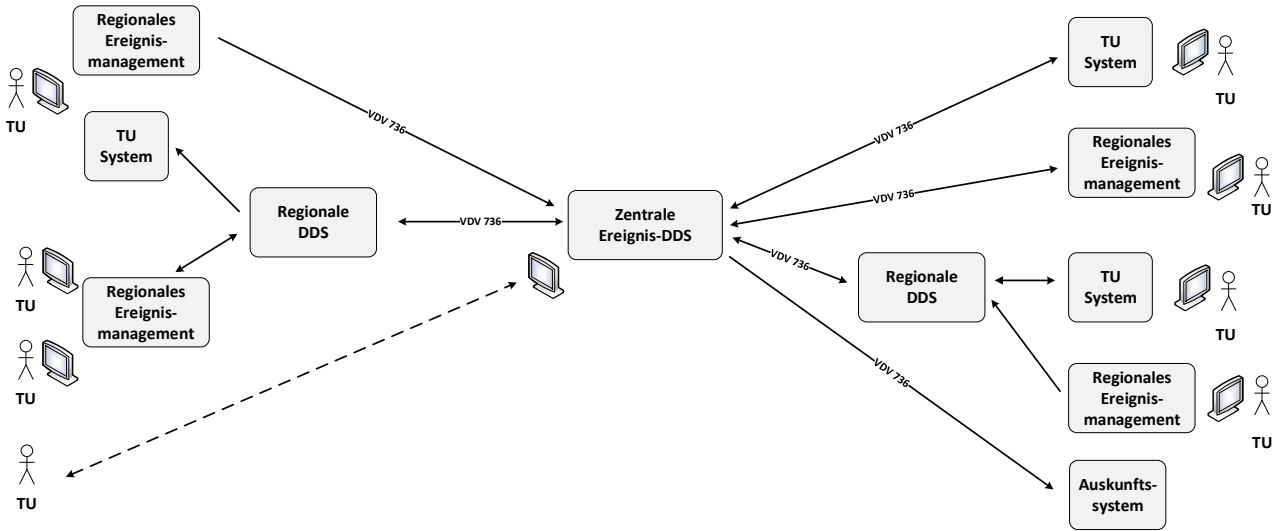 Regionales
Ereignis-
management
TU
VDV 736
TU
System
Regionale
DDS
VDV 736
TU
Regionales
Ereignis-
management
TU
TU
Zentrale
Ereignis-DDS
VDV 736
TU
System
TU
VDV 736
Regionales
Ereignis-
management
TU
VDV 736
Regionale
DDS
TU
System
TU
VDV 736
Regionales
Ereignis-
management
TU
Auskunfts-
system